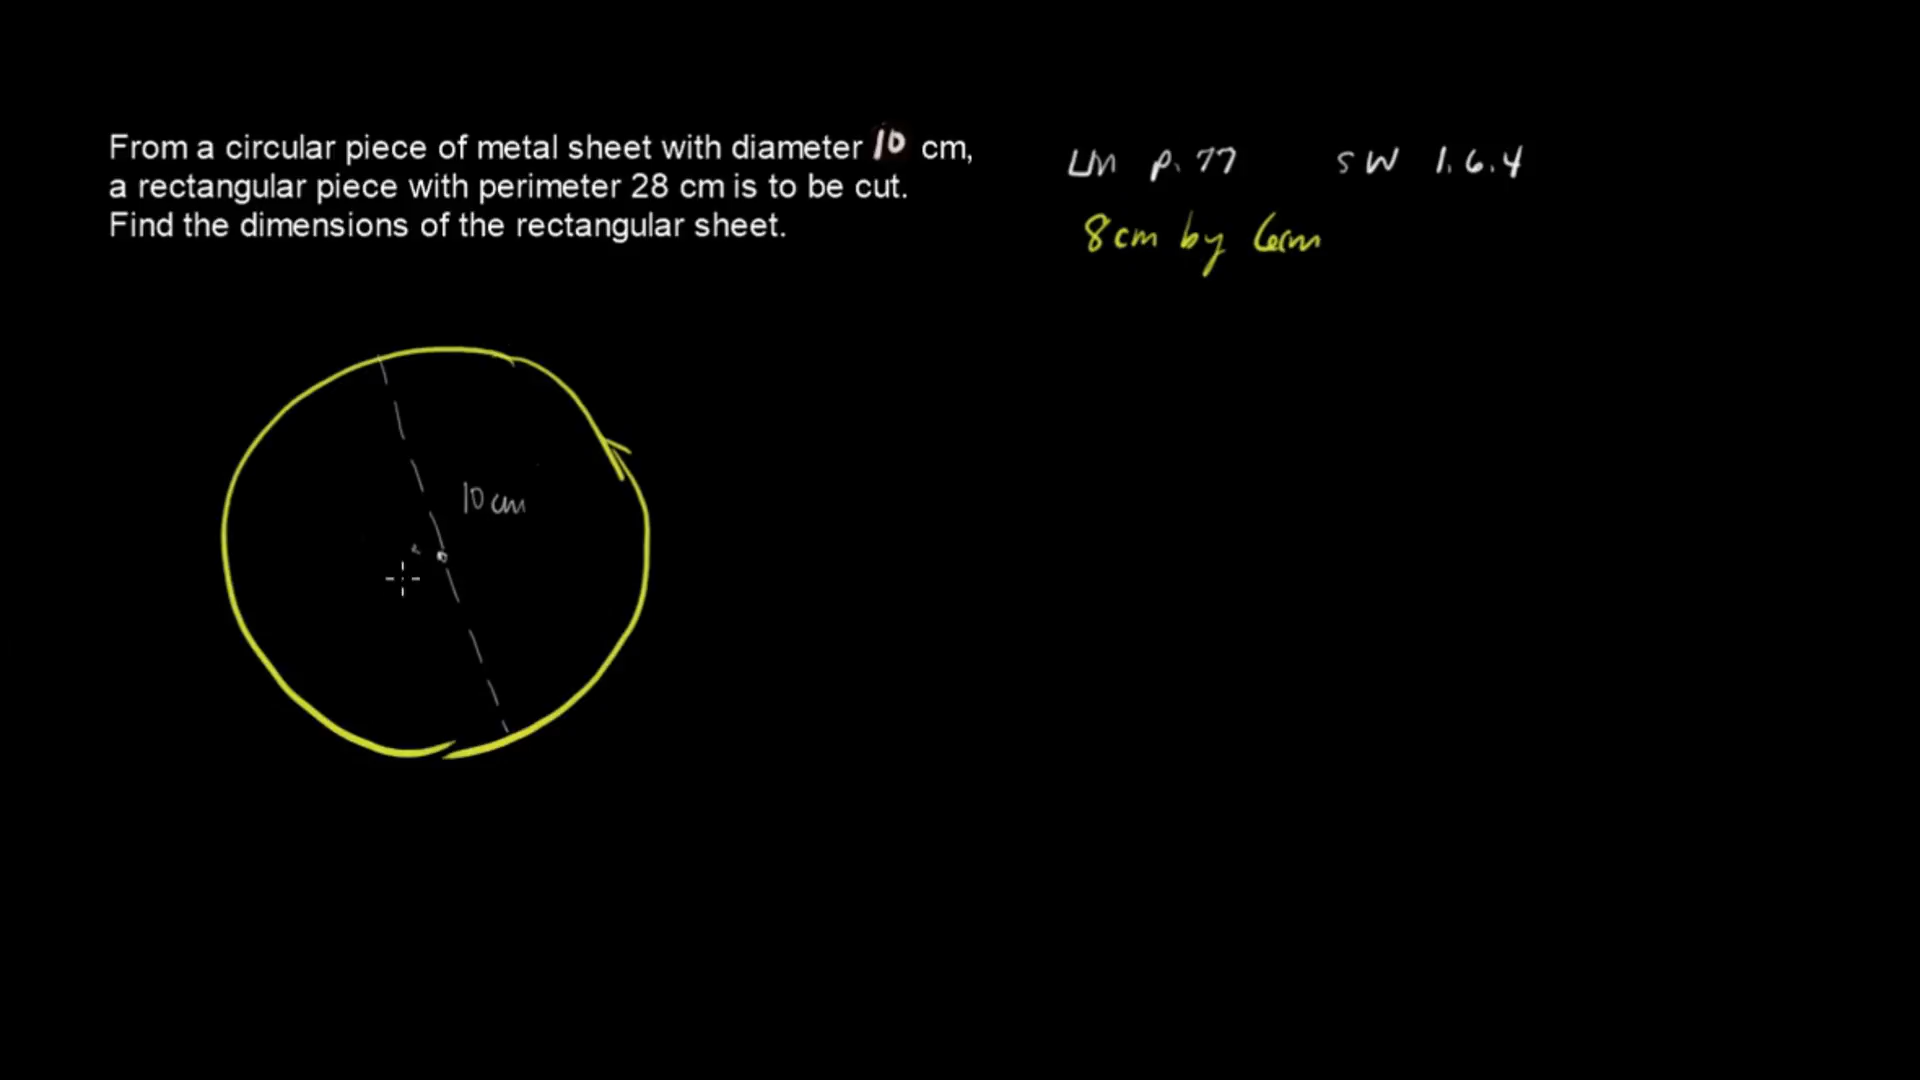 From a circular piece of metal sheet with diameter 10 cm,
a rectangular piece with perimeter 28 cm is to be cut.
Find the dimensions of the rectangular sheet.
LM p. 77 SW 1.6.4
8cm by 6cm
10 cm